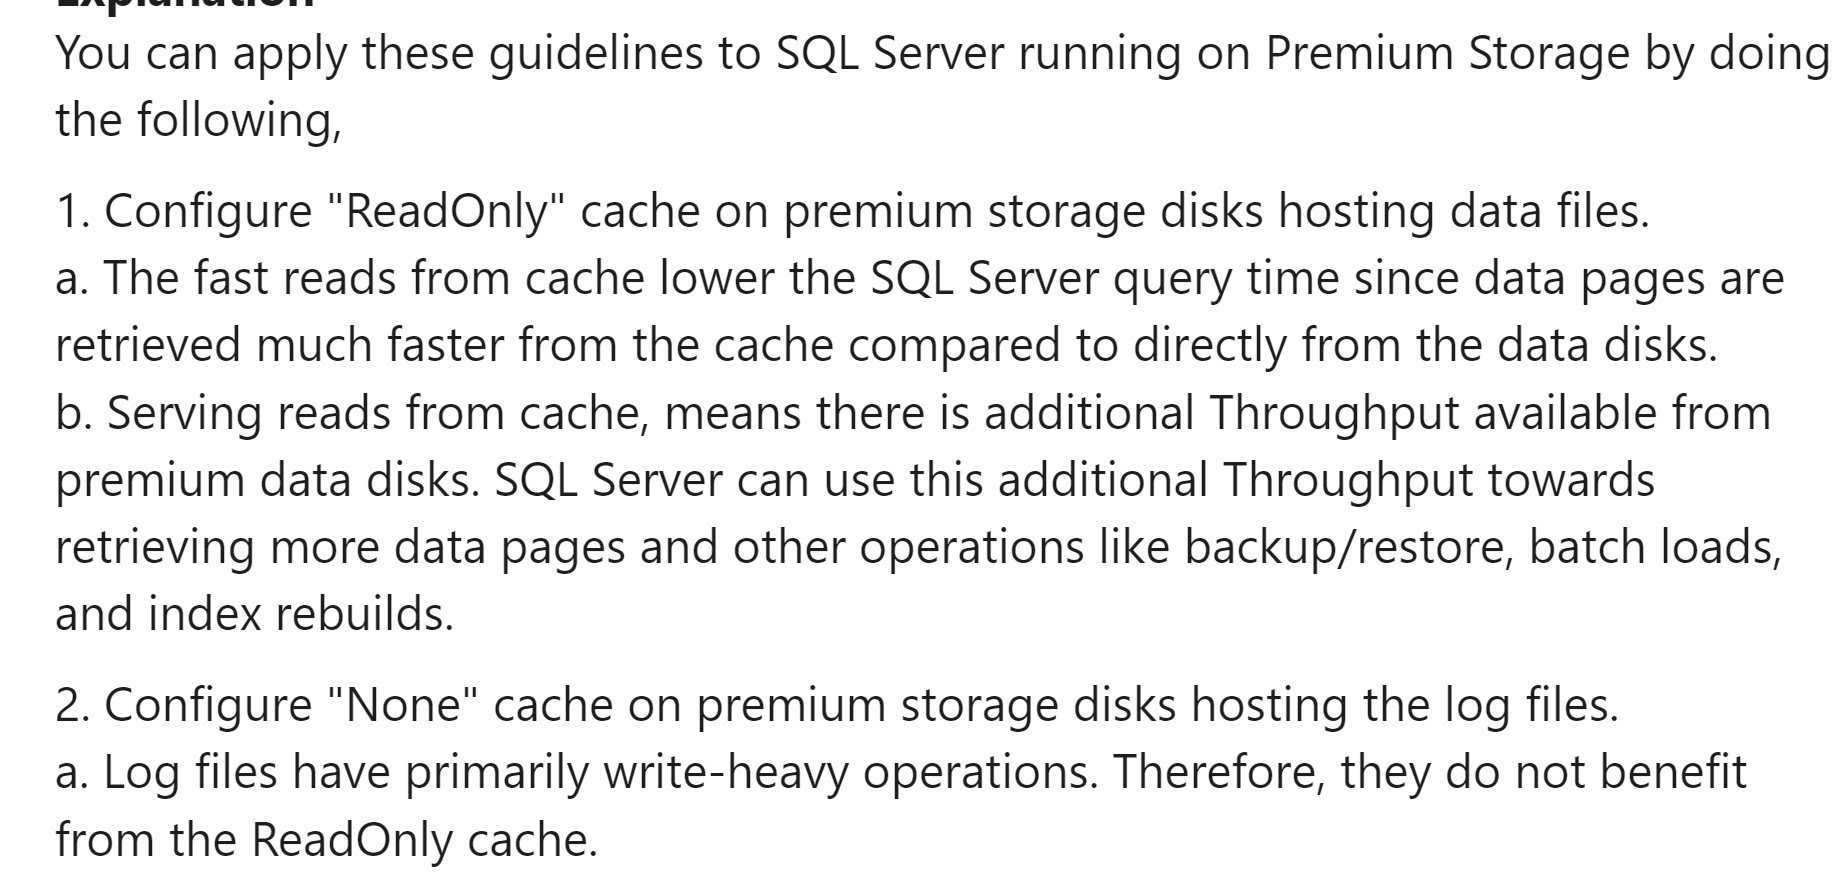 Explanation
You can apply these guidelines to SQL Server running on Premium Storage by doing
the following,
1. Configure "ReadOnly" cache on premium storage disks hosting data files.
a. The fast reads from cache lower the SQL Server query time since data pages are
retrieved much faster from the cache compared to directly from the data disks.
b. Serving reads from cache, means there is additional Throughput available from
premium data disks. SQL Server can use this additional Throughput towards
retrieving more data pages and other operations like backup/restore, batch loads,
and index rebuilds.
2. Configure "None" cache on premium storage disks hosting the log files.
a. Log files have primarily write-heavy operations. Therefore, they do not benefit
from the ReadOnly cache.